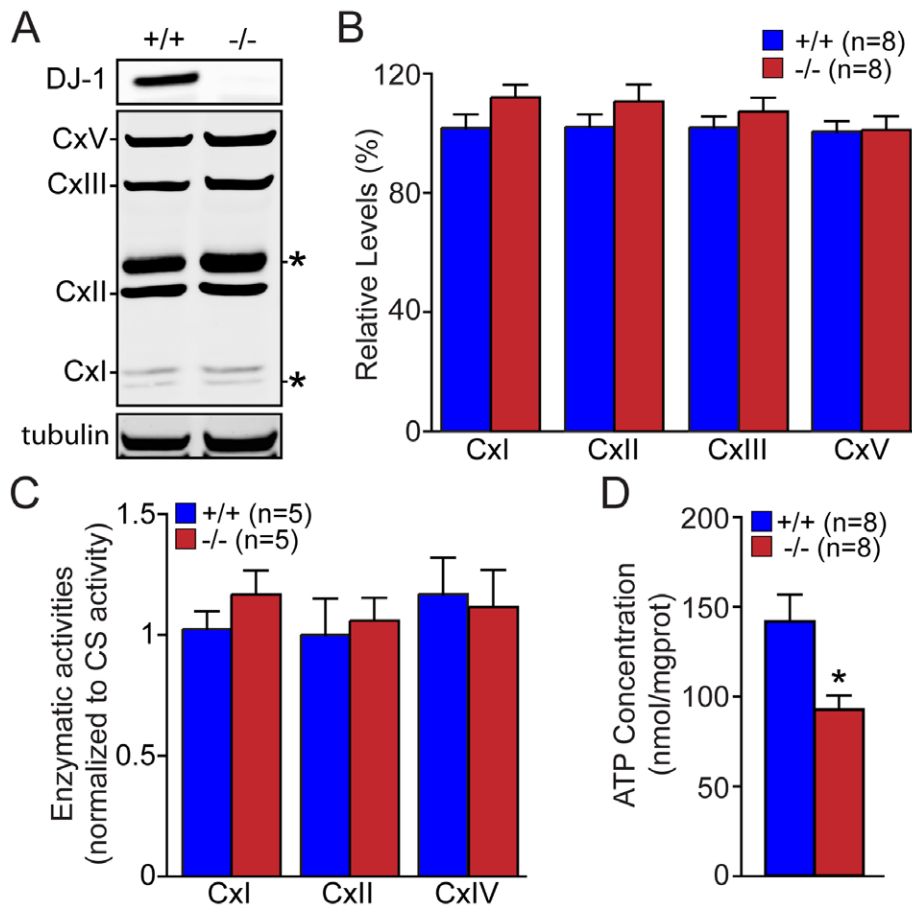 A
+/+ -/-
DJ-1
CxV
CxIII
*
CxII
CxI
*
tubulin
B
+/+ (n=8)
-/- (n=8)
Relative Levels (%)
120
80
40
0
CxI CxII CxIII CxV
C
+/+ (n=5)
-/- (n=5)
Enzymatic activities
(normalized to CS activity)
1.5
1
0.5
0
CxI CxII CxIV
D
+/+ (n=8)
-/- (n=8)
ATP Concentration
(nmol/mgprot)
200
150
100
50
0
*